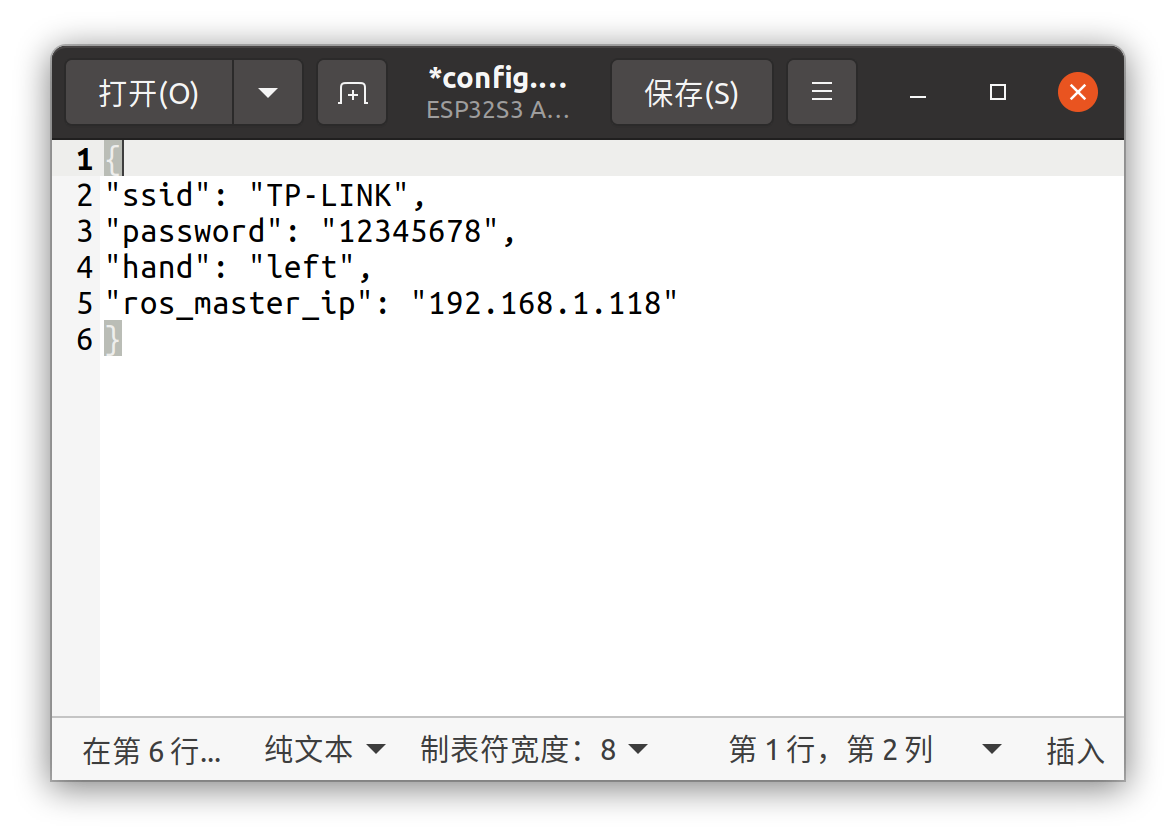 打开(O)
*config....
ESP32S3 A...
保存(S)
1 {
2 "ssid": "TP-LINK",
3 "password": "12345678",
4 "hand": "left",
5 "ros_master_ip": "192.168.1.118"
6 }
在第 6 行... 纯文本 制表符宽度：8 第 1 行，第 2 列 插入